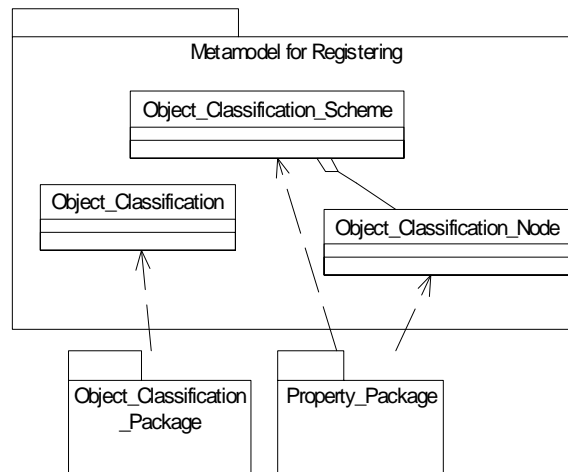 Metamodel for Registering
Object_Classification_Scheme
Object_Classification
Object_Classification_Node
Object_Classification
_Package
Property_Package